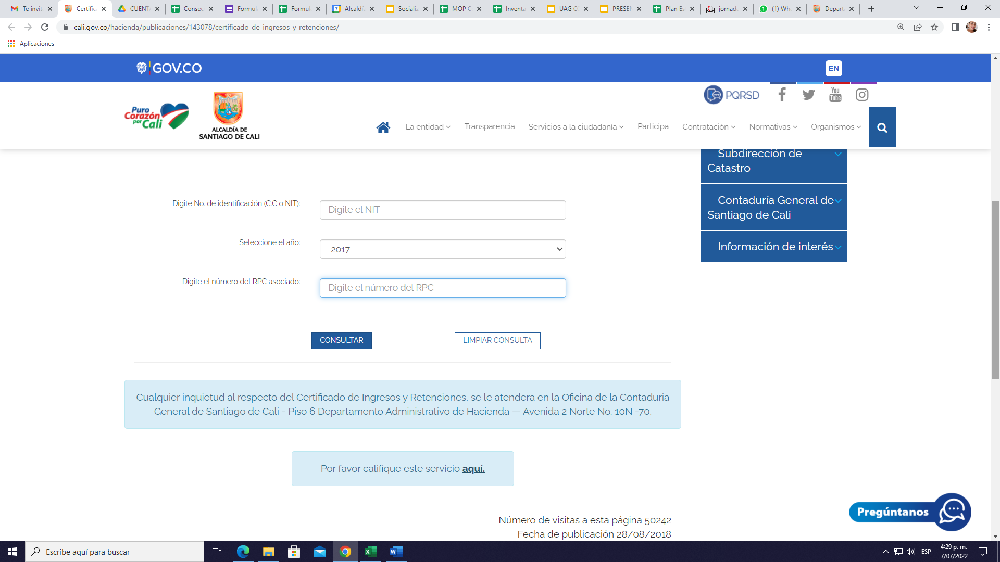 Te invit
Certific
CUENT
Consec
Formul
Formul
Alcaldí
Socializ
MOP C
Inventa
UAG CO
PRESEN
Plan Es
jornada
(1) Wh
Depart
cali.gov.co/hacienda/publicaciones/143078/certificado-de-ingresos-y-retenciones/
Aplicaciones
GOV.CO
EN
PQRSD
You
Tube
Puro
Corazón
por Cali
ALCALDÍA DE
SANTIAGO DE CALI
La entidad
Transparencia
Servicios a la ciudadanía
Participa
Contratación
Normativas
Organismos
Subdirección de
Catastro
Contaduría General de
Santiago de Cali
Información de interés
Digite No. de identificación (C.C o NIT):
Digite el NIT
Seleccione el año:
2017
Digite el número del RPC asociado:
Digite el número del RPC
CONSULTAR
LIMPIAR CONSULTA
Cualquier inquietud al respecto del Certificado de Ingresos y Retenciones, se le atendera en la Oficina de la Contaduria
General de Santiago de Cali - Piso 6 Departamento Administrativo de Hacienda — Avenida 2 Norte No. 10N -70.
Por favor califique este servicio aquí.
Pregúntanos
Número de visitas a esta página 50242
Fecha de publicación 28/08/2018
Escribe aquí para buscar
ESP
4:29 p. m.
7/07/2022